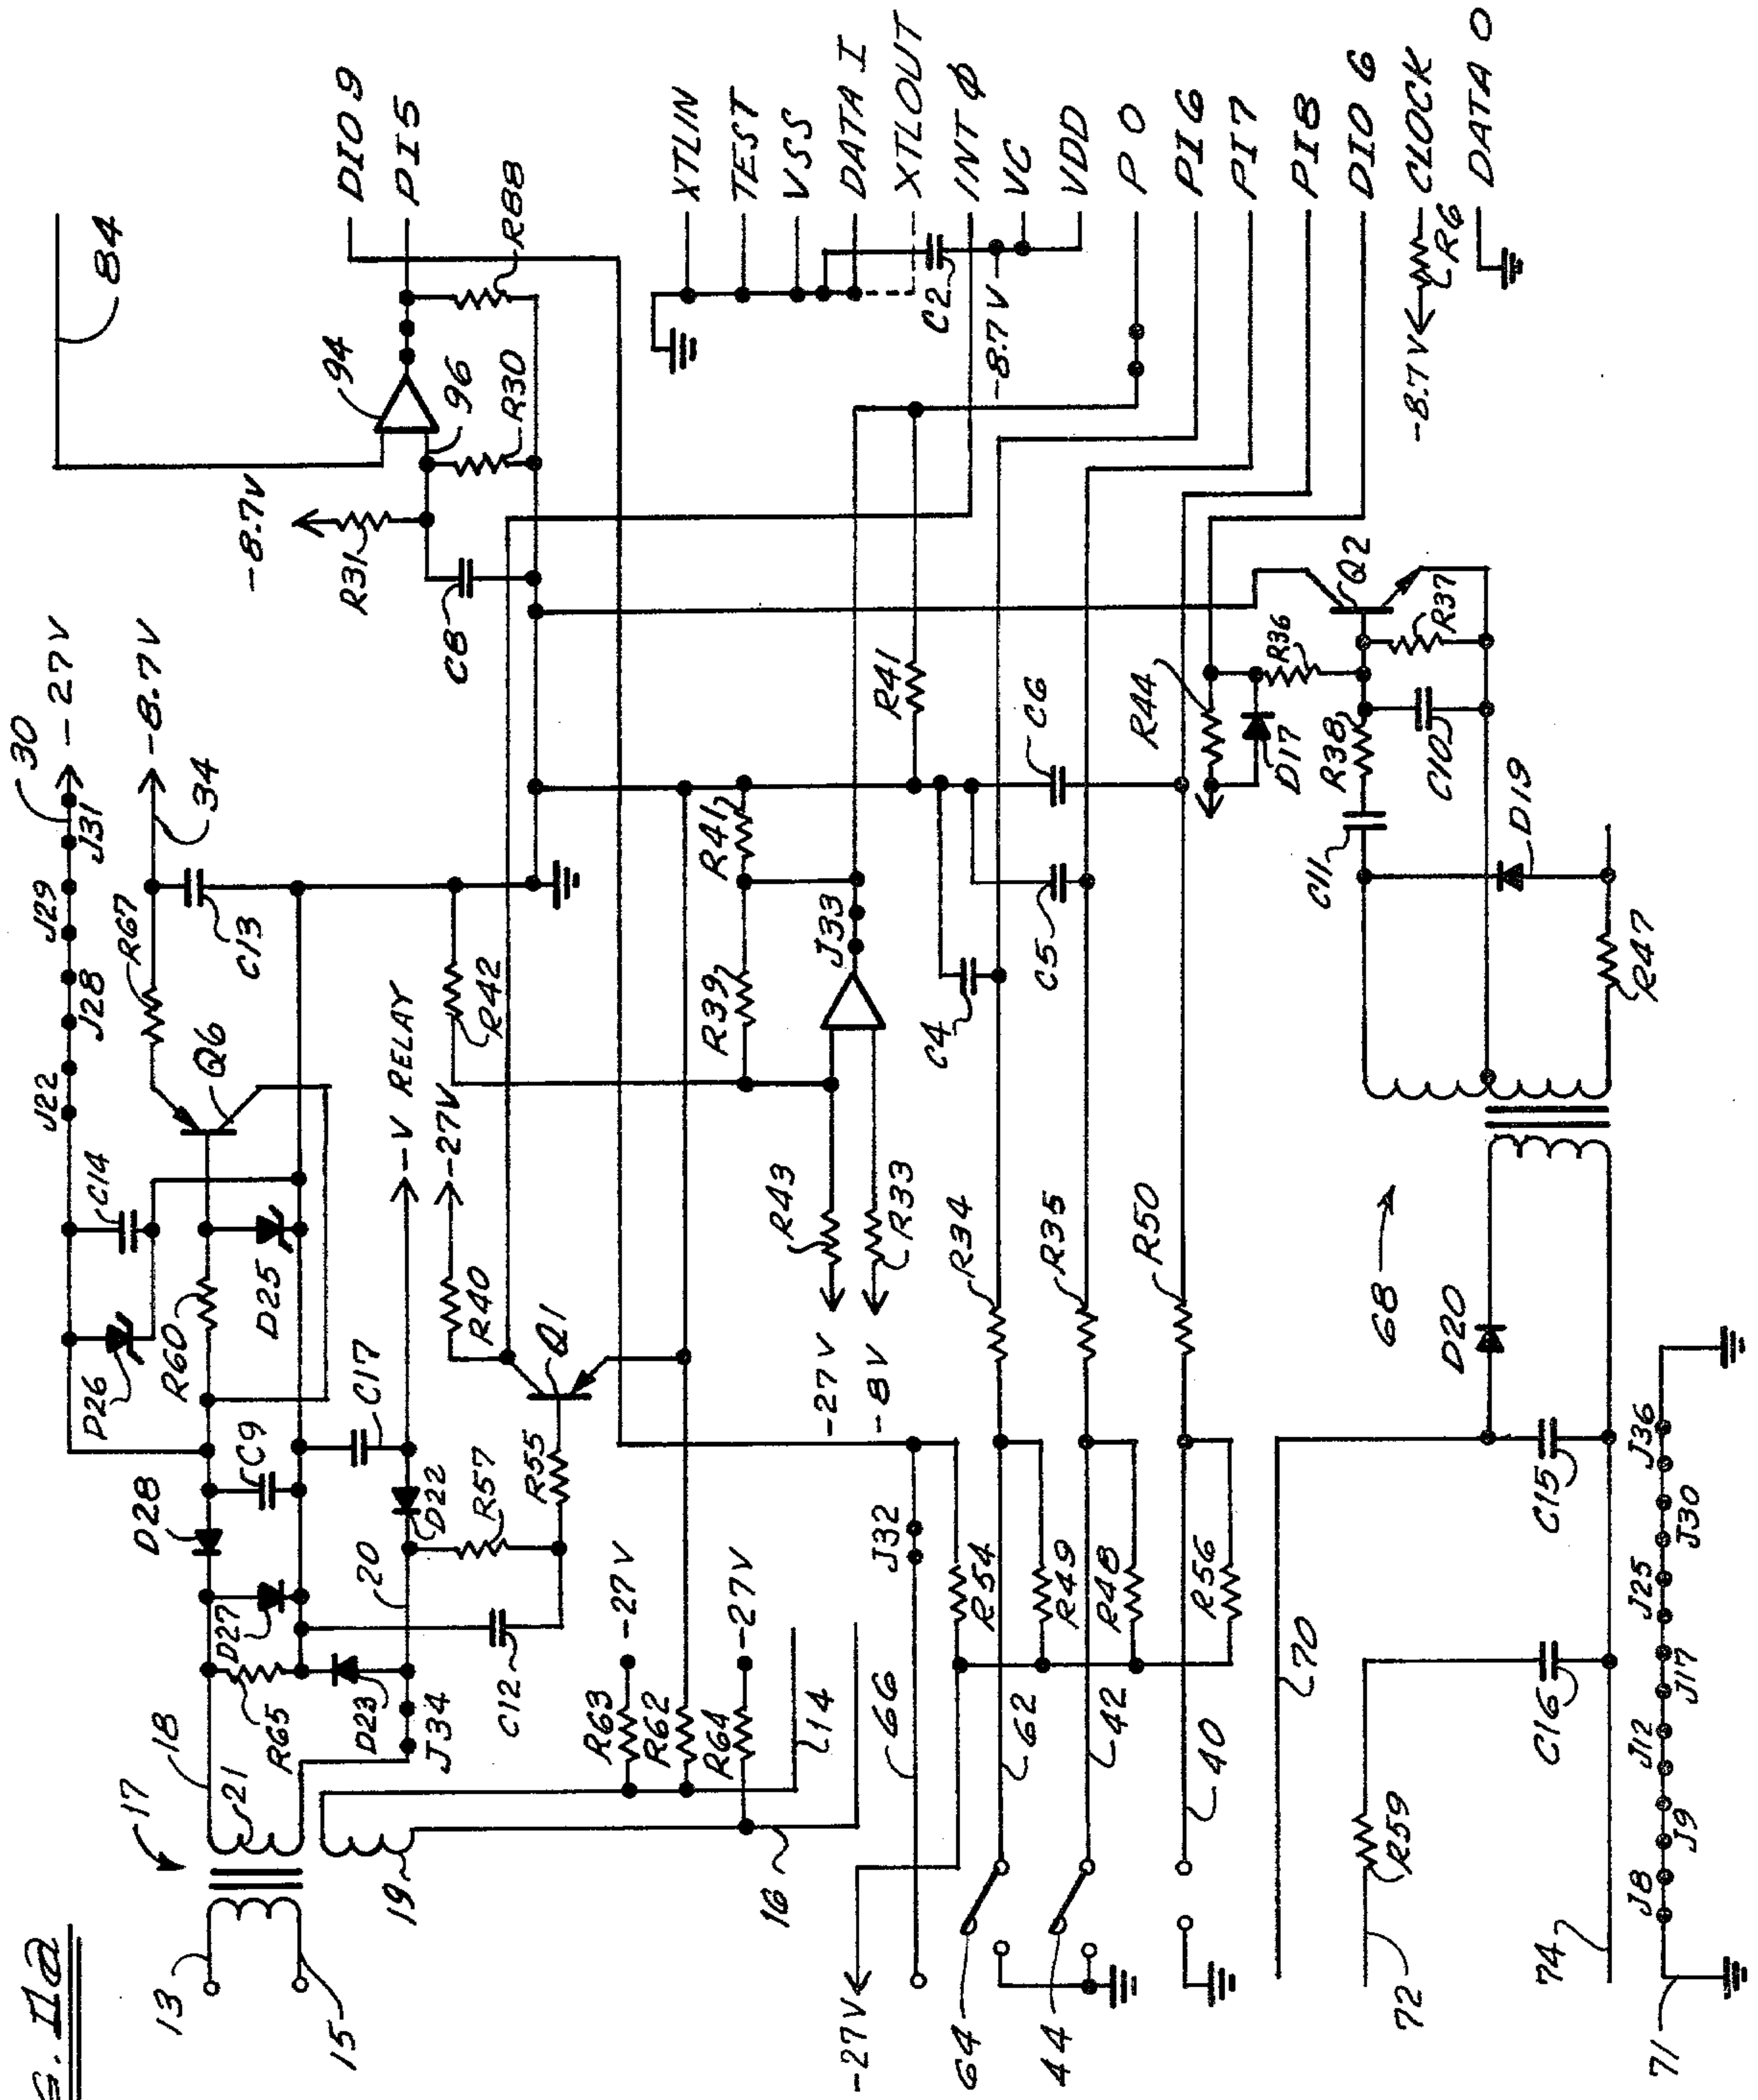 G. 11a
13
15
17
18
21
19
R65
D27
D28
D23
J34
20
C9
D26
R60
D25
C14
C17
D22
R57
R55
C12
Q1
R40
-27V
-V RELAY
Q6
R67
C13
J22
J28
J29
J31
30
-27V
-8.7V
34
R42
R63
-27V
R62
R64
-27V
14
16
-8.7V
R31
C8
R30
96
94
84
R88
DIO 9
PI5
XTLIN
TEST
VSS
DATA I
XTLOUT
INT Ø
VG
VDD
P O
PI6
PI7
PI8
DIO 6
-8.7V
R6
CLOCK
DATA O
C2
-8.7V
R39
R41
R41
J33
R43
R33
-27V
-8V
C4
C5
C6
-27V
66
J32
R54
64
62
R49
R34
44
42
R48
R35
40
R56
R50
R44
D17
R36
Q2
R37
R38
C10
C11
D19
R47
68
D20
70
C15
C16
R59
72
74
71
J8
J9
J12
J17
J25
J30
J36